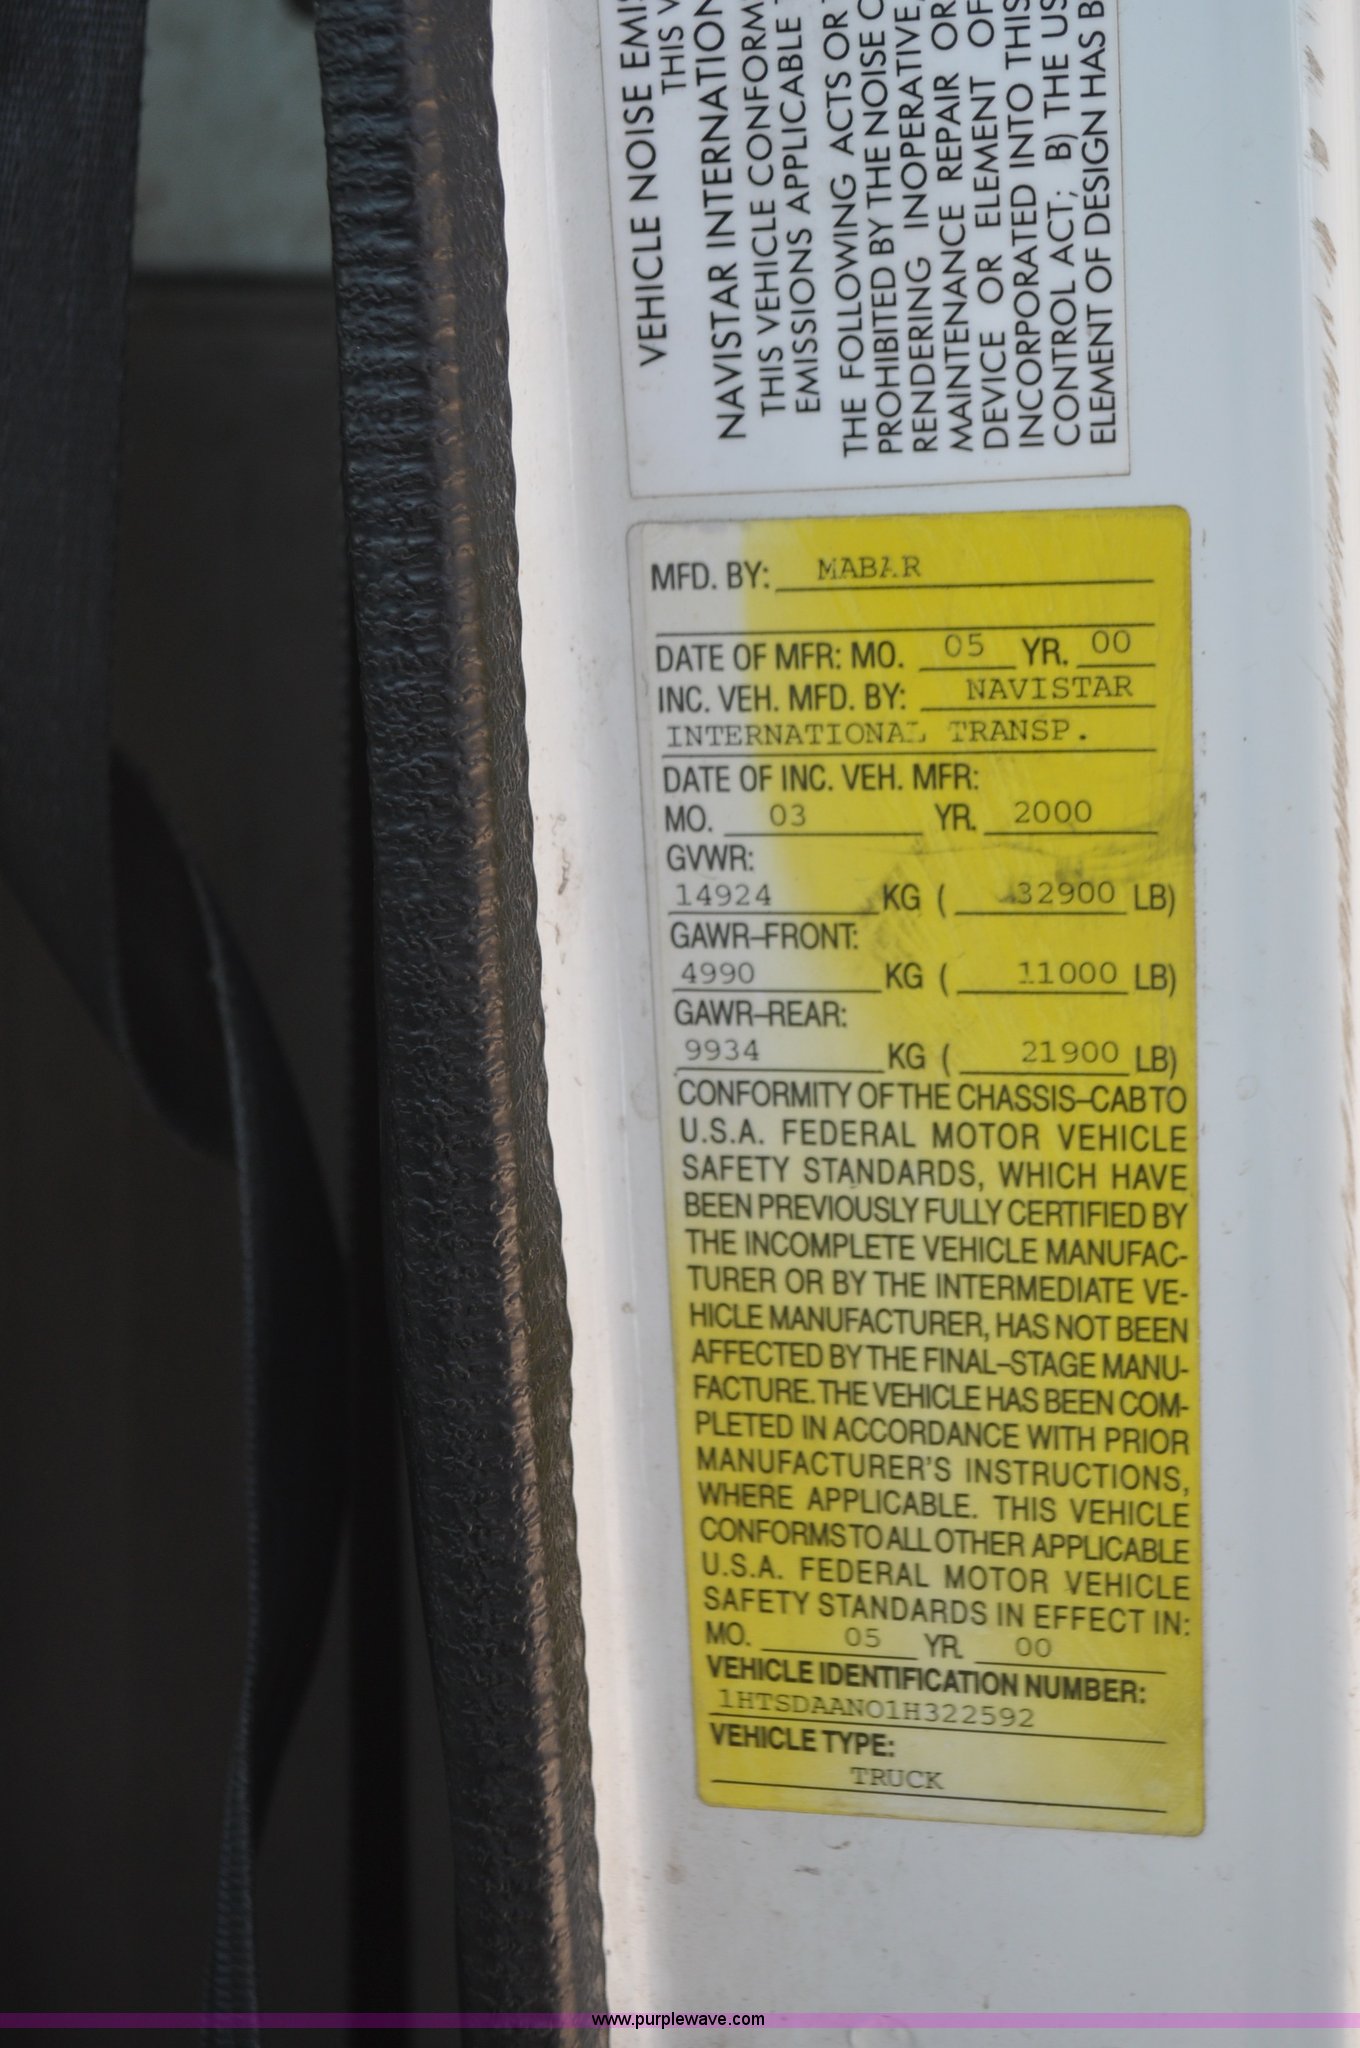 VEHICLE NOISE EMIS
THIS V
NAVISTAR INTERNATION
THIS VEHICLE CONFORM
EMISSIONS APPLICABLE T
THE FOLLOWING ACTS OR T
PROHIBITED BY THE NOISE C
RENDERING INOPERATIVE,
MAINTENANCE REPAIR OR
DEVICE OR ELEMENT OF
INCORPORATED INTO THIS
CONTROL ACT; B) THE US
ELEMENT OF DESIGN HAS B
MFD. BY: MABAR
DATE OF MFR: MO. 05 YR. 00
INC. VEH. MFD. BY: NAVISTAR
INTERNATIONAL TRANSP.
DATE OF INC. VEH. MFR:
MO. 03 YR. 2000
GVWR:
14924 KG ( 32900 LB)
GAWR–FRONT:
4990 KG ( 11000 LB)
GAWR–REAR:
9934 KG ( 21900 LB)
CONFORMITY OF THE CHASSIS–CAB TO
U.S.A. FEDERAL MOTOR VEHICLE
SAFETY STANDARDS, WHICH HAVE
BEEN PREVIOUSLY FULLY CERTIFIED BY
THE INCOMPLETE VEHICLE MANUFAC-
TURER OR BY THE INTERMEDIATE VE-
HICLE MANUFACTURER, HAS NOT BEEN
AFFECTED BY THE FINAL–STAGE MANU-
FACTURE. THE VEHICLE HAS BEEN COM-
PLETED IN ACCORDANCE WITH PRIOR
MANUFACTURER'S INSTRUCTIONS,
WHERE APPLICABLE. THIS VEHICLE
CONFORMS TO ALL OTHER APPLICABLE
U.S.A. FEDERAL MOTOR VEHICLE
SAFETY STANDARDS IN EFFECT IN:
MO. 05 YR. 00
VEHICLE IDENTIFICATION NUMBER:
1HTSDAAN01H322592
VEHICLE TYPE:
TRUCK
www.purplewave.com